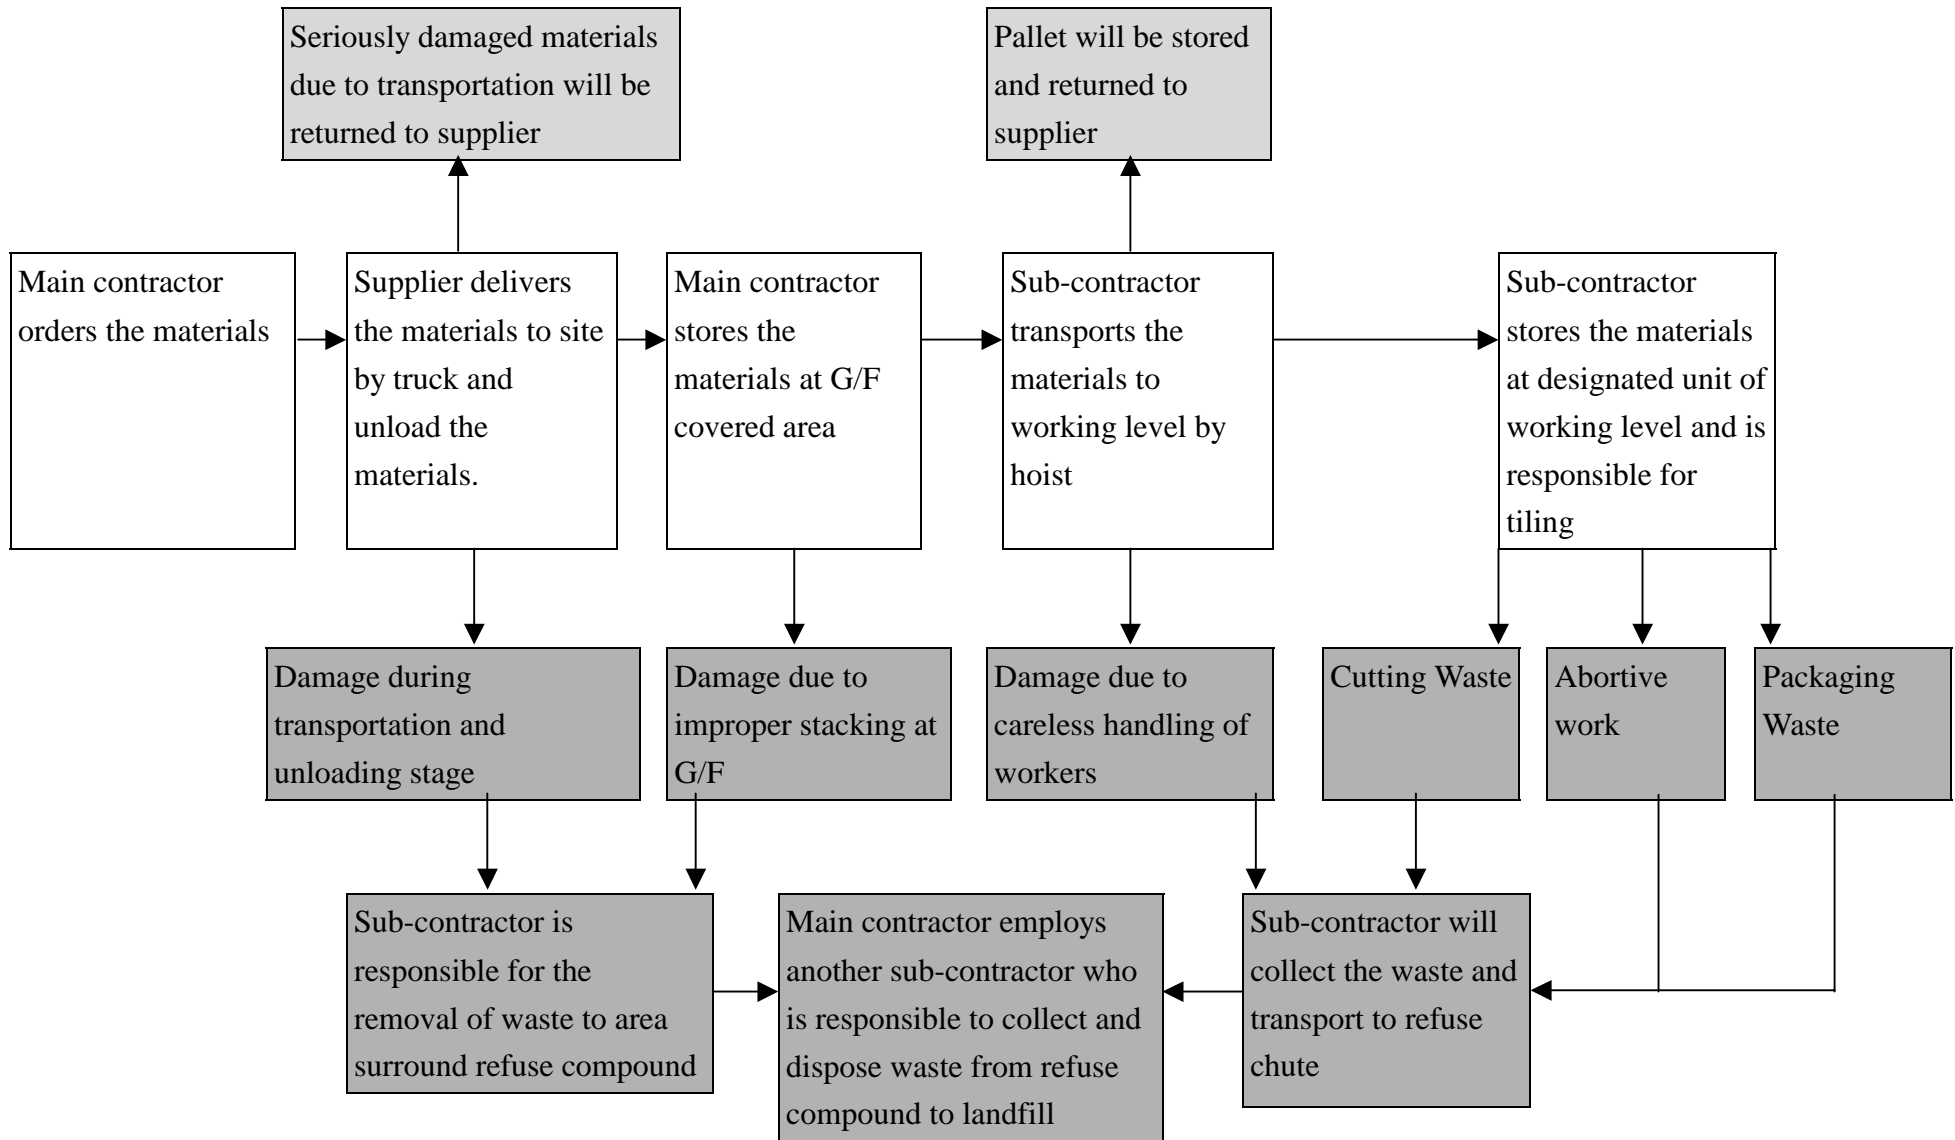 Seriously damaged materials
due to transportation will be
returned to supplier
Pallet will be stored
and returned to
supplier
Main contractor
orders the materials
Supplier delivers
the materials to site
by truck and
unload the
materials.
Main contractor
stores the
materials at G/F
covered area
Sub-contractor
transports the
materials to
working level by
hoist
Sub-contractor
stores the materials
at designated unit of
working level and is
responsible for
tiling
Damage during
transportation and
unloading stage
Damage due to
improper stacking at
G/F
Damage due to
careless handling of
workers
Cutting Waste
Abortive
work
Packaging
Waste
Sub-contractor is
responsible for the
removal of waste to area
surround refuse compound
Main contractor employs
another sub-contractor who
is responsible to collect and
dispose waste from refuse
compound to landfill
Sub-contractor will
collect the waste and
transport to refuse
chute